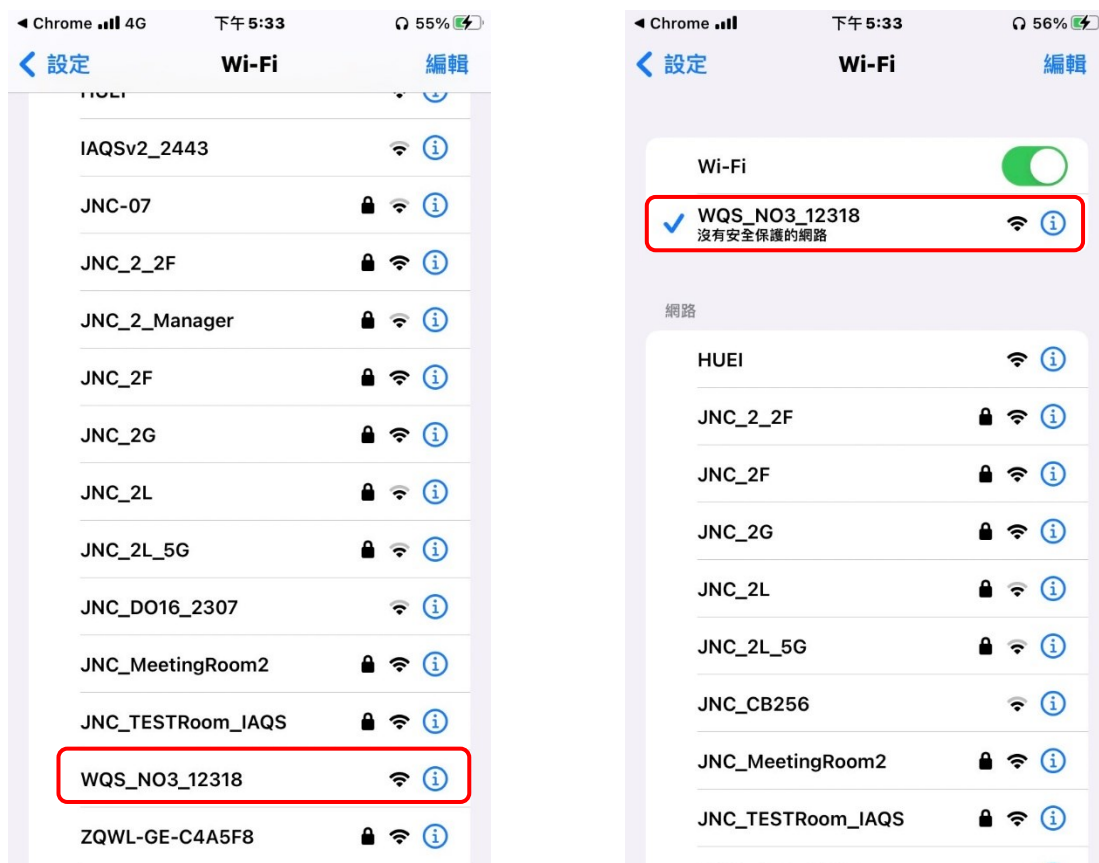 ◀ Chrome 4G 下午 5:33 55%
設定 Wi-Fi 編輯
HUEI
IAQSv2_2443
JNC-07
JNC_2_2F
JNC_2_Manager
JNC_2F
JNC_2G
JNC_2L
JNC_2L_5G
JNC_DO16_2307
JNC_MeetingRoom2
JNC_TESTRoom_IAQS
WQS_NO3_12318
ZQWL-GE-C4A5F8
◀ Chrome 下午 5:33 56%
設定 Wi-Fi 編輯
Wi-Fi
WQS_NO3_12318
沒有安全保護的網路
網路
HUEI
JNC_2_2F
JNC_2F
JNC_2G
JNC_2L
JNC_2L_5G
JNC_CB256
JNC_MeetingRoom2
JNC_TESTRoom_IAQS